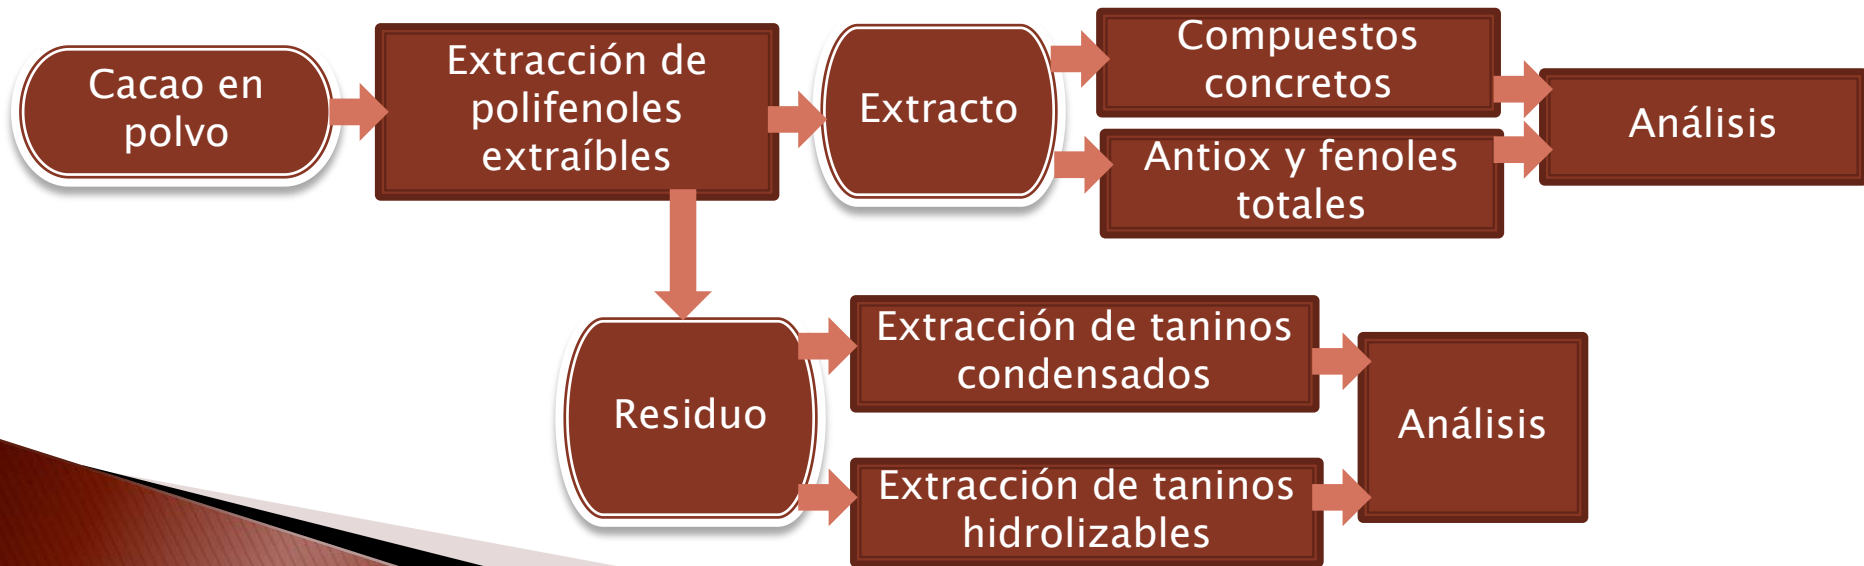 Cacao en
polvo
Extracción de
polifenoles
extraíbles
Extracto
Compuestos
concretos
Antiox y fenoles
totales
Análisis
Residuo
Extracción de taninos
condensados
Extracción de taninos
hidrolizables
Análisis